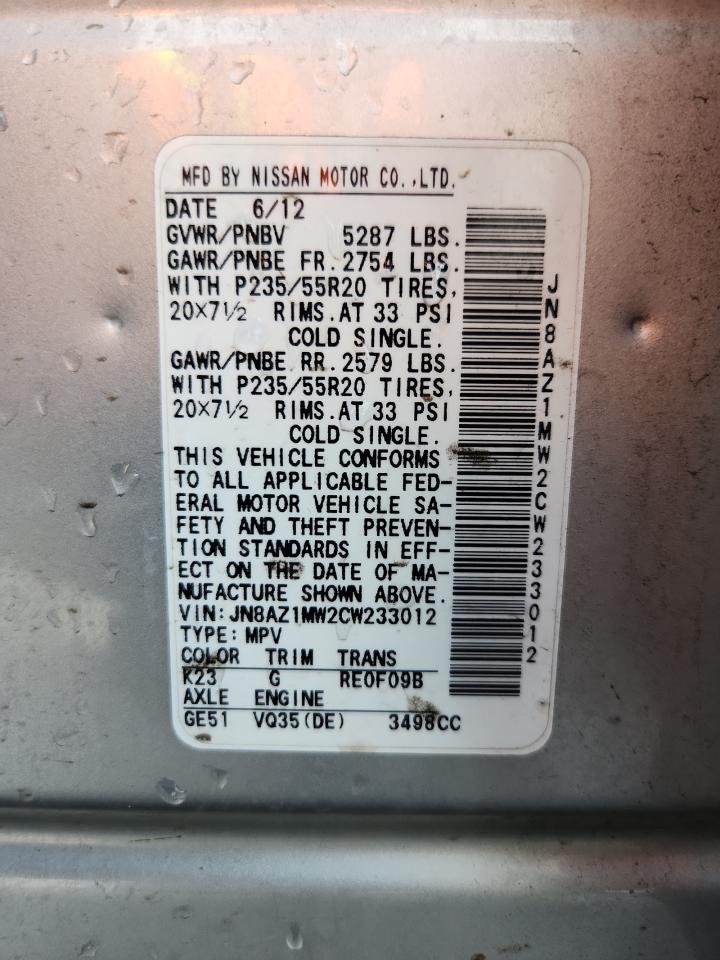 MFD BY NISSAN MOTOR CO.,LTD.
DATE 6/12
GVWR/PNBV 5287 LBS.
GAWR/PNBE FR.2754 LBS.
WITH P235/55R20 TIRES,
20×7½ RIMS.AT 33 PSI
COLD SINGLE.
GAWR/PNBE RR.2579 LBS.
WITH P235/55R20 TIRES,
20×7½ RIMS.AT 33 PSI
COLD SINGLE.
THIS VEHICLE CONFORMS
TO ALL APPLICABLE FED-
ERAL MOTOR VEHICLE SA-
FETY AND THEFT PREVEN-
TION STANDARDS IN EFF-
ECT ON THE DATE OF MA-
NUFACTURE SHOWN ABOVE.
VIN:JN8AZ1MW2CW233012
TYPE:MPV
COLOR TRIM TRANS
K23 G RE0F09B
AXLE ENGINE
GE51 VQ35(DE) 3498CC
JN8AZ1MW2CW233012